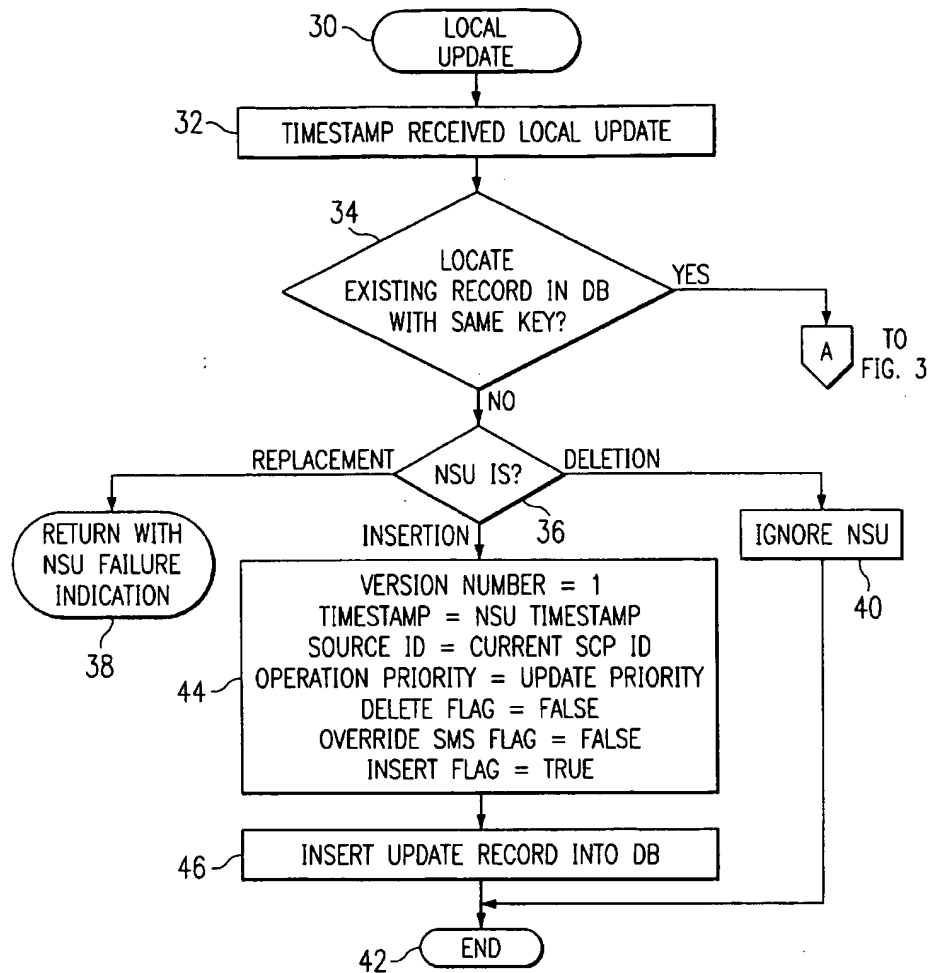 30
LOCAL
UPDATE
32
TIMESTAMP RECEIVED LOCAL UPDATE
34
LOCATE
EXISTING RECORD IN DB
WITH SAME KEY?
YES
A
TO
FIG. 3
NO
REPLACEMENT
NSU IS?
DELETION
36
INSERTION
RETURN WITH
NSU FAILURE
INDICATION
38
IGNORE NSU
40
44
VERSION NUMBER = 1
TIMESTAMP = NSU TIMESTAMP
SOURCE ID = CURRENT SCP ID
OPERATION PRIORITY = UPDATE PRIORITY
DELETE FLAG = FALSE
OVERRIDE SMS FLAG = FALSE
INSERT FLAG = TRUE
46
INSERT UPDATE RECORD INTO DB
42
END